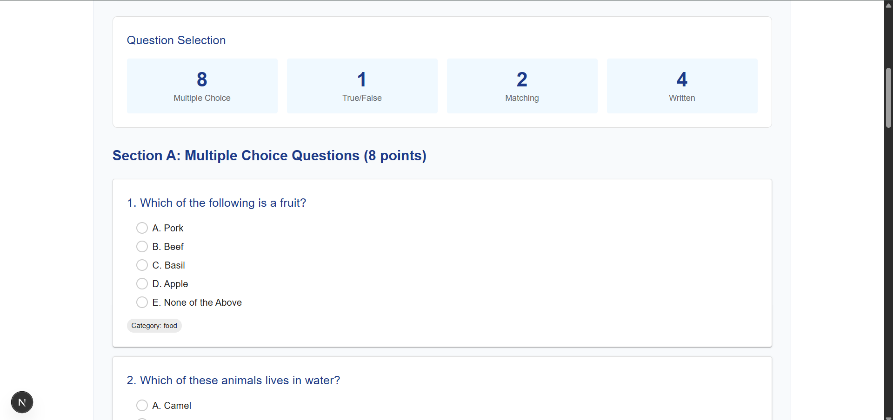 Question Selection
8 1 2 4
Multiple Choice True/False Matching Written
Section A: Multiple Choice Questions (8 points)
1. Which of the following is a fruit?
A. Pork
B. Beef
C. Basil
D. Apple
E. None of the Above
Category: food
2. Which of these animals lives in water?
A. Camel
N